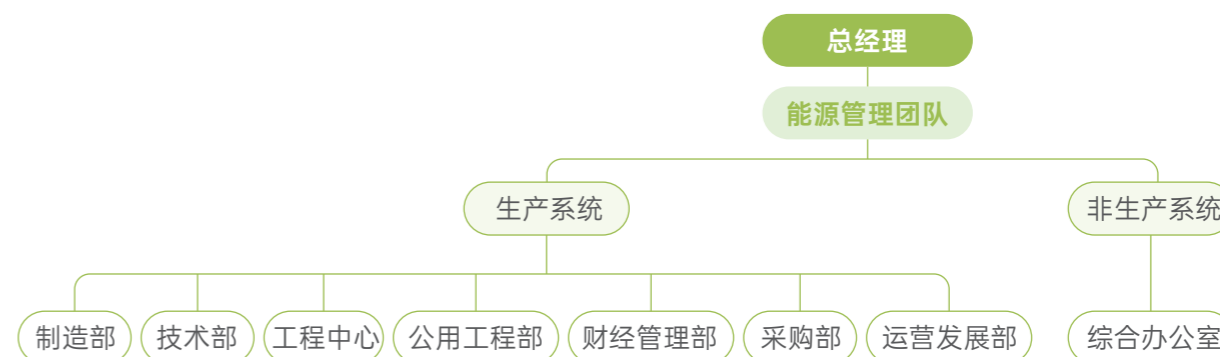 总经理
能源管理团队
生产系统
非生产系统
制造部
技术部
工程中心
公用工程部
财经管理部
采购部
运营发展部
综合办公室